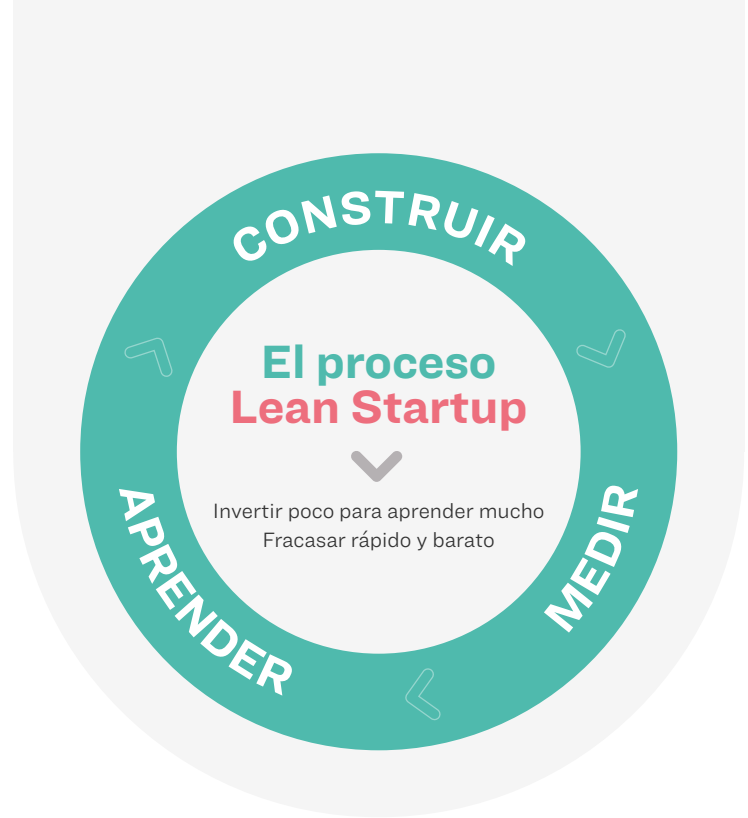 CONSTRUIR
El proceso
Lean Startup
Invertir poco para aprender mucho
Fracasar rápido y barato
MEDIR
APRENDER